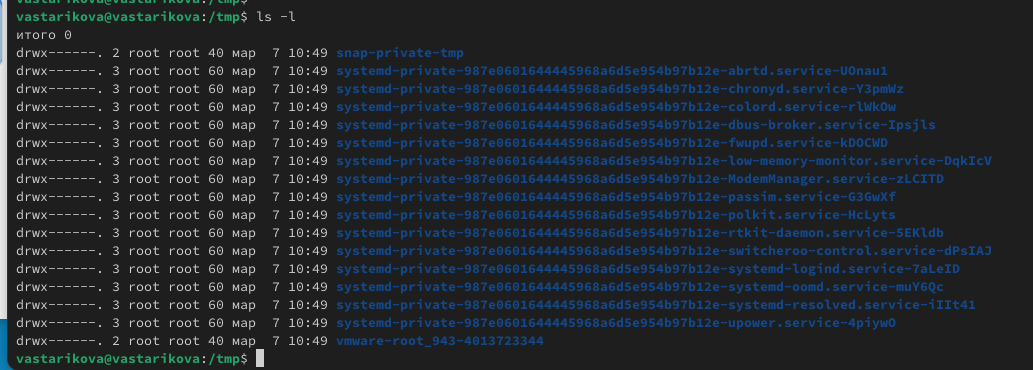 vastarikova@vastarikova:/tmp$ ls -l
итого 0
drwx------. 2 root root 40 мар  7 10:49 snap-private-tmp
drwx------. 3 root root 60 мар  7 10:49 systemd-private-987e0601644445968a6d5e954b97b12e-abrtd.service-UOnau1
drwx------. 3 root root 60 мар  7 10:49 systemd-private-987e0601644445968a6d5e954b97b12e-chronyd.service-Y3pmWz
drwx------. 3 root root 60 мар  7 10:49 systemd-private-987e0601644445968a6d5e954b97b12e-colord.service-rlWkOw
drwx------. 3 root root 60 мар  7 10:49 systemd-private-987e0601644445968a6d5e954b97b12e-dbus-broker.service-Ipsjls
drwx------. 3 root root 60 мар  7 10:49 systemd-private-987e0601644445968a6d5e954b97b12e-fwupd.service-kDOCWD
drwx------. 3 root root 60 мар  7 10:49 systemd-private-987e0601644445968a6d5e954b97b12e-low-memory-monitor.service-DqkIcV
drwx------. 3 root root 60 мар  7 10:49 systemd-private-987e0601644445968a6d5e954b97b12e-ModemManager.service-zLCITD
drwx------. 3 root root 60 мар  7 10:49 systemd-private-987e0601644445968a6d5e954b97b12e-passim.service-G3GwXf
drwx------. 3 root root 60 мар  7 10:49 systemd-private-987e0601644445968a6d5e954b97b12e-polkit.service-HcLyts
drwx------. 3 root root 60 мар  7 10:49 systemd-private-987e0601644445968a6d5e954b97b12e-rtkit-daemon.service-5EKldb
drwx------. 3 root root 60 мар  7 10:49 systemd-private-987e0601644445968a6d5e954b97b12e-switcheroo-control.service-dPsIAJ
drwx------. 3 root root 60 мар  7 10:49 systemd-private-987e0601644445968a6d5e954b97b12e-systemd-logind.service-7aLeID
drwx------. 3 root root 60 мар  7 10:49 systemd-private-987e0601644445968a6d5e954b97b12e-systemd-oomd.service-muY6Qc
drwx------. 3 root root 60 мар  7 10:49 systemd-private-987e0601644445968a6d5e954b97b12e-systemd-resolved.service-iIIt41
drwx------. 3 root root 60 мар  7 10:49 systemd-private-987e0601644445968a6d5e954b97b12e-upower.service-4piywO
drwx------. 2 root root 40 мар  7 10:49 vmware-root_943-4013723344
vastarikova@vastarikova:/tmp$